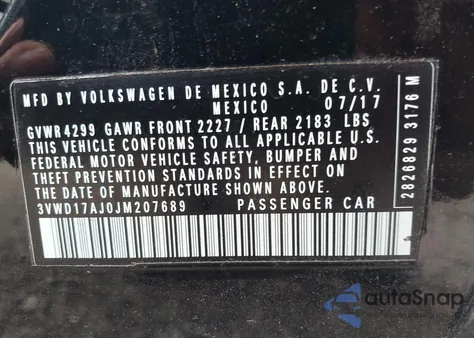 MFD BY VOLKSWAGEN DE MEXICO S.A. DE C.V.
MEXICO 07/17
GVWR 4299 GAWR FRONT 2227 / REAR 2183 LBS
THIS VEHICLE CONFORMS TO ALL APPLICABLE U.S.
FEDERAL MOTOR VEHICLE SAFETY, BUMPER AND
THEFT PREVENTION STANDARDS IN EFFECT ON THE
DATE OF MANUFACTURE SHOWN ABOVE.
3VWD17AJ0JM207689 PASSENGER CAR
2826829 3176 M
autoSnap